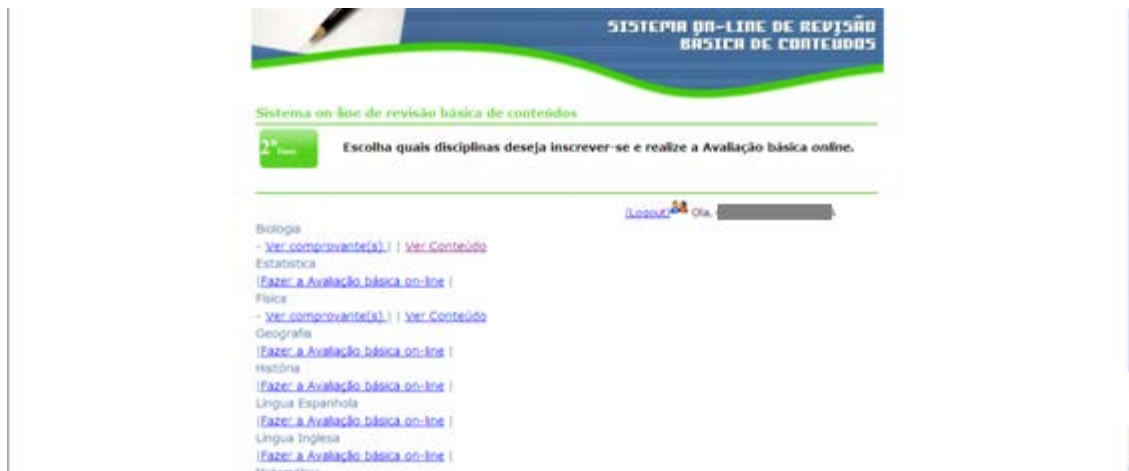 SISTEMA ON-LINE DE REVISÃO
BÁSICA DE CONTEÚDOS
Sistema on-line de revisão básica de conteúdos
2º
Escolha quais disciplinas deseja inscrever-se e realize a Avaliação básica online.
(Logout) Ola,
Biologia
- Ver comprovante(s) | | Ver Conteúdo
Estatística
|Fazer a Avaliação básica on-line |
Física
- Ver comprovante(s) | | Ver Conteúdo
Geografia
|Fazer a Avaliação básica on-line |
História
|Fazer a Avaliação básica on-line |
Língua Espanhola
|Fazer a Avaliação básica on-line |
Língua Inglesa
|Fazer a Avaliação básica on-line |